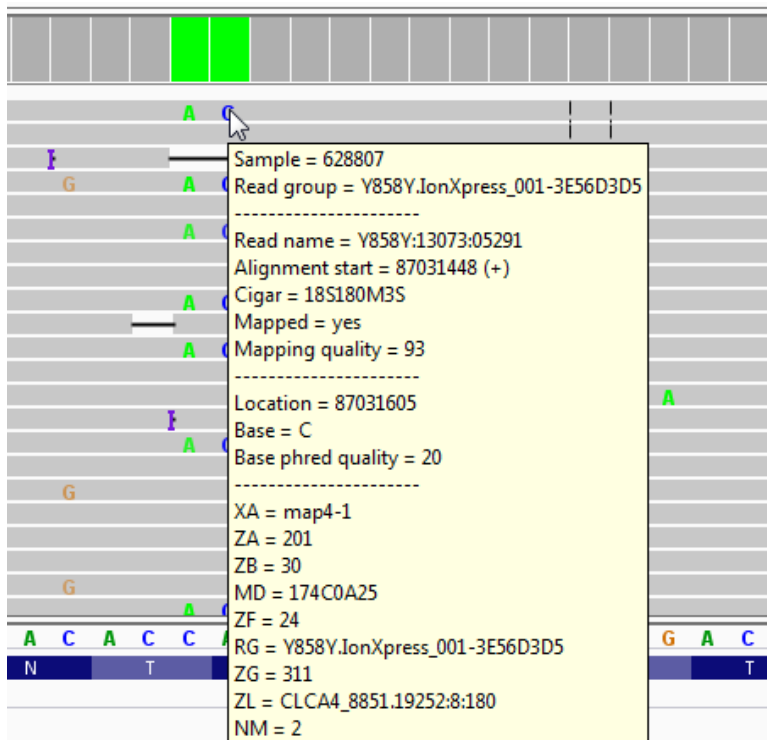 A C
G A
A
A
A
A
A
G
G
A
Sample = 628807
Read group = Y858Y.IonXpress_001-3E56D3D5
----------------------
Read name = Y858Y:13073:05291
Alignment start = 87031448 (+)
Cigar = 18S180M3S
Mapped = yes
Mapping quality = 93
----------------------
Location = 87031605
Base = C
Base phred quality = 20
----------------------
XA = map4-1
ZA = 201
ZB = 30
MD = 174C0A25
ZF = 24
RG = Y858Y.IonXpress_001-3E56D3D5
ZG = 311
ZL = CLCA4_8851.19252:8:180
NM = 2
A C A C C G A C
N T T